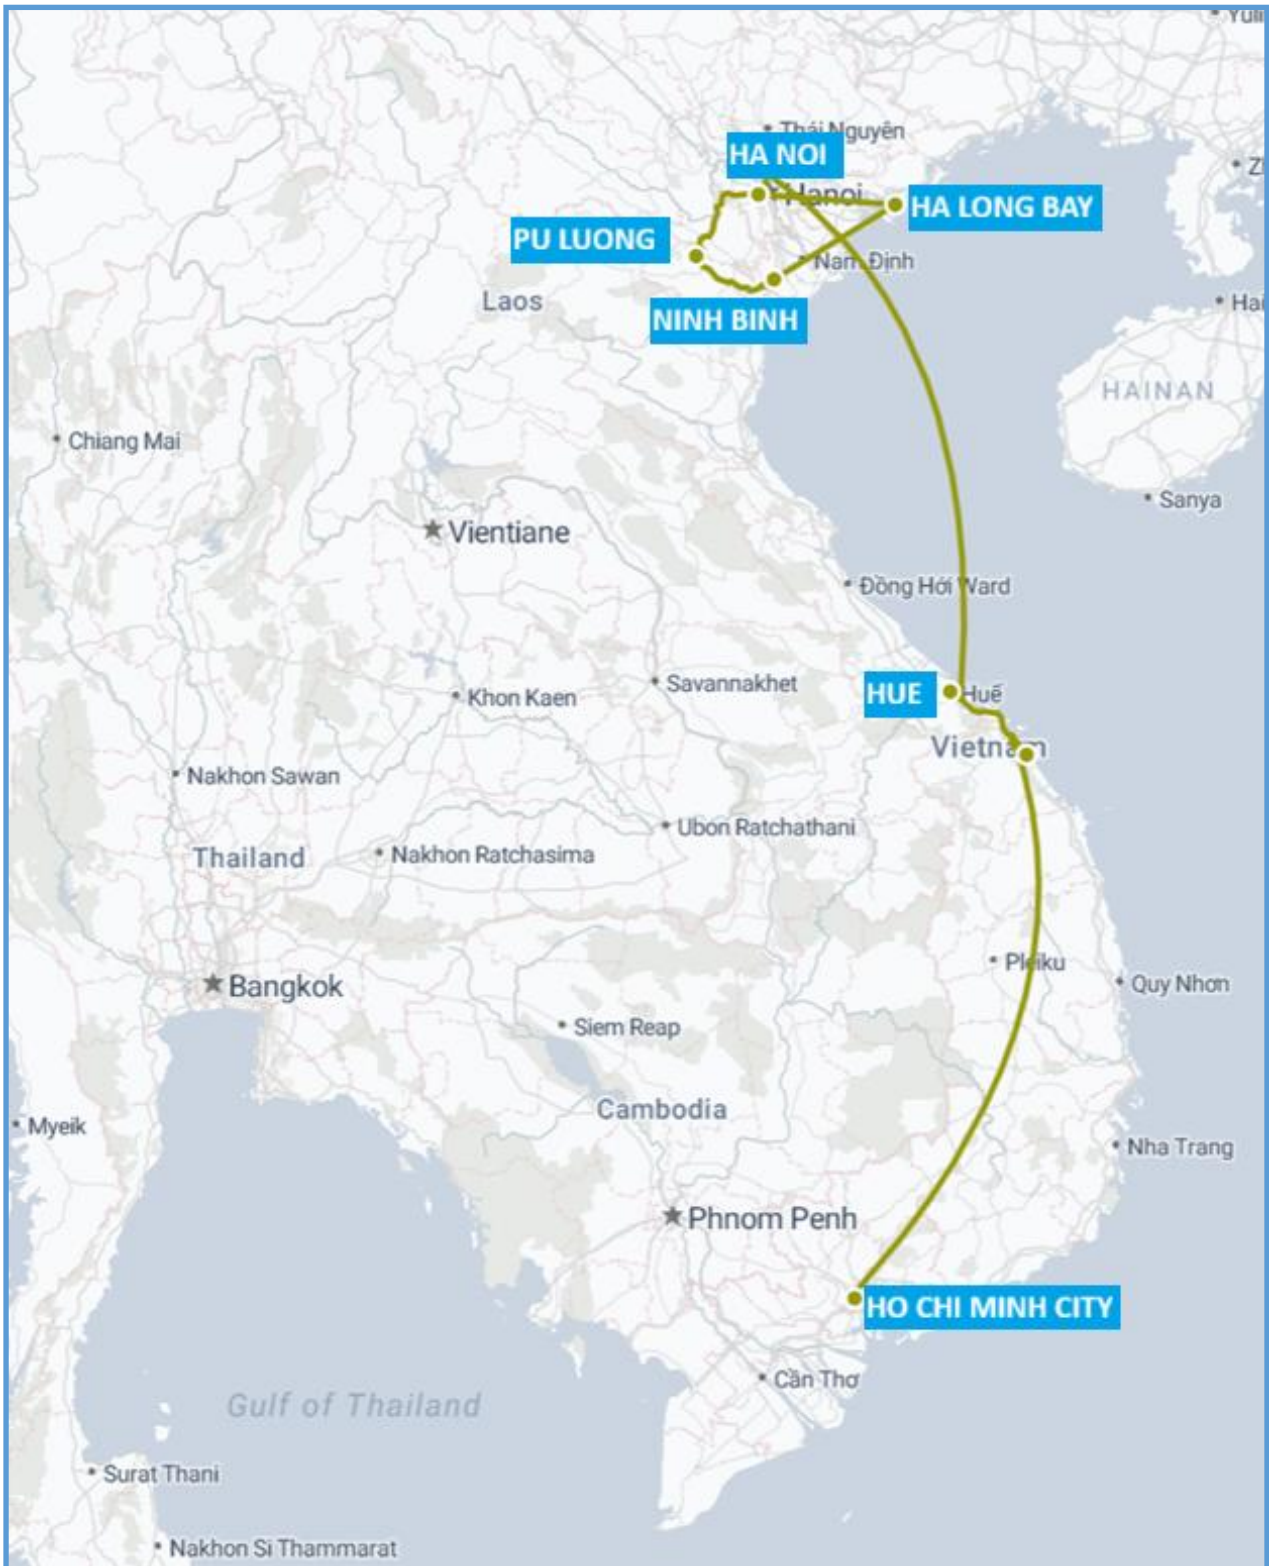 Thái Nguyên
HA NOI
Hanoi
HA LONG BAY
PU LUONG
Nam Định
Laos
NINH BINH
HAINAN
Chiang Mai
Sanya
Vientiane
Đồng Hới Ward
Savannakhet
HUE
Huế
Khon Kaen
Vietnam
Nakhon Sawan
Ubon Ratchathani
Thailand
Nakhon Ratchasima
Pleiku
Bangkok
Quy Nhơn
Siem Reap
Cambodia
Myeik
Nha Trang
Phnom Penh
HO CHI MINH CITY
Cần Thơ
Gulf of Thailand
Surat Thani
Nakhon Si Thammarat